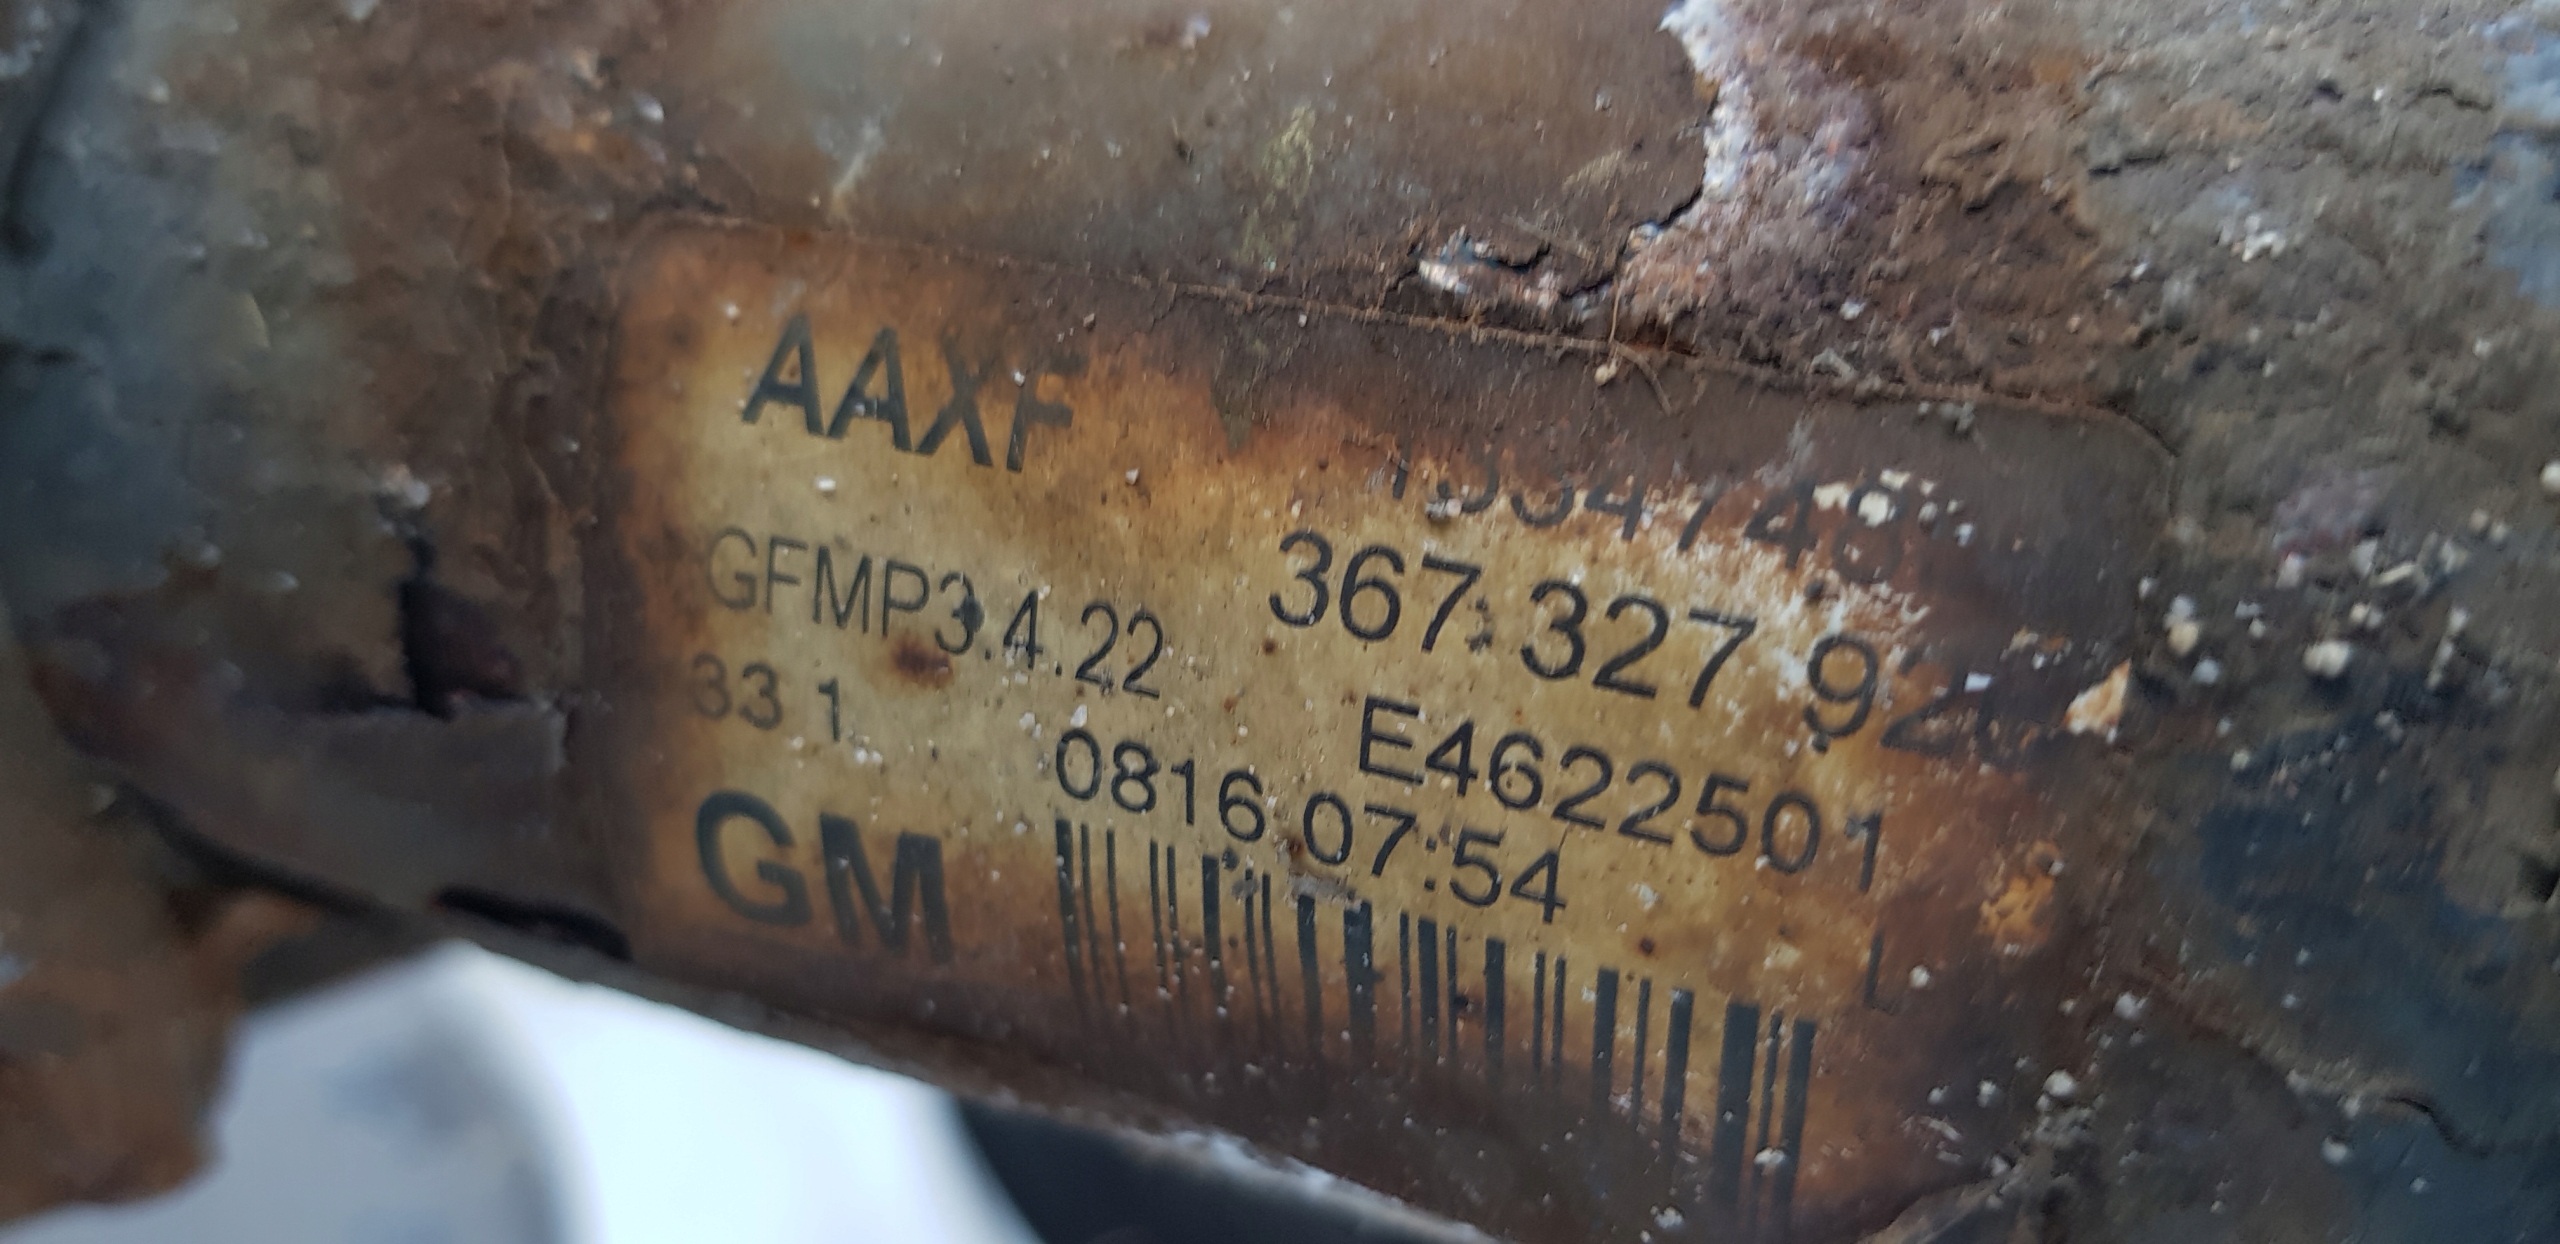 AAXF
GFMP3.4.22
367.327.92
33 1
E4622501
0816 07:54
GM
L